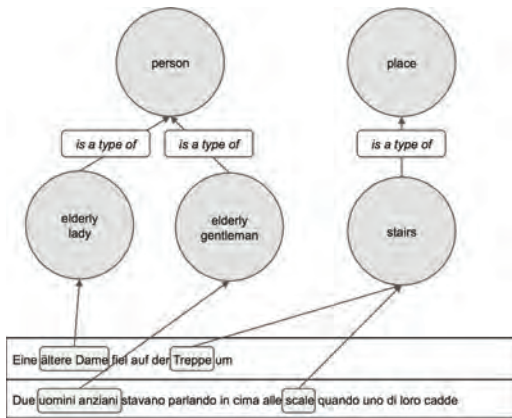 person
place
is a type of
is a type of
is a type of
elderly
lady
elderly
gentleman
stairs
Eine ältere Dame fiel auf der Treppe um
Due uomini anziani stavano parlando in cima alle scale quando uno di loro cadde